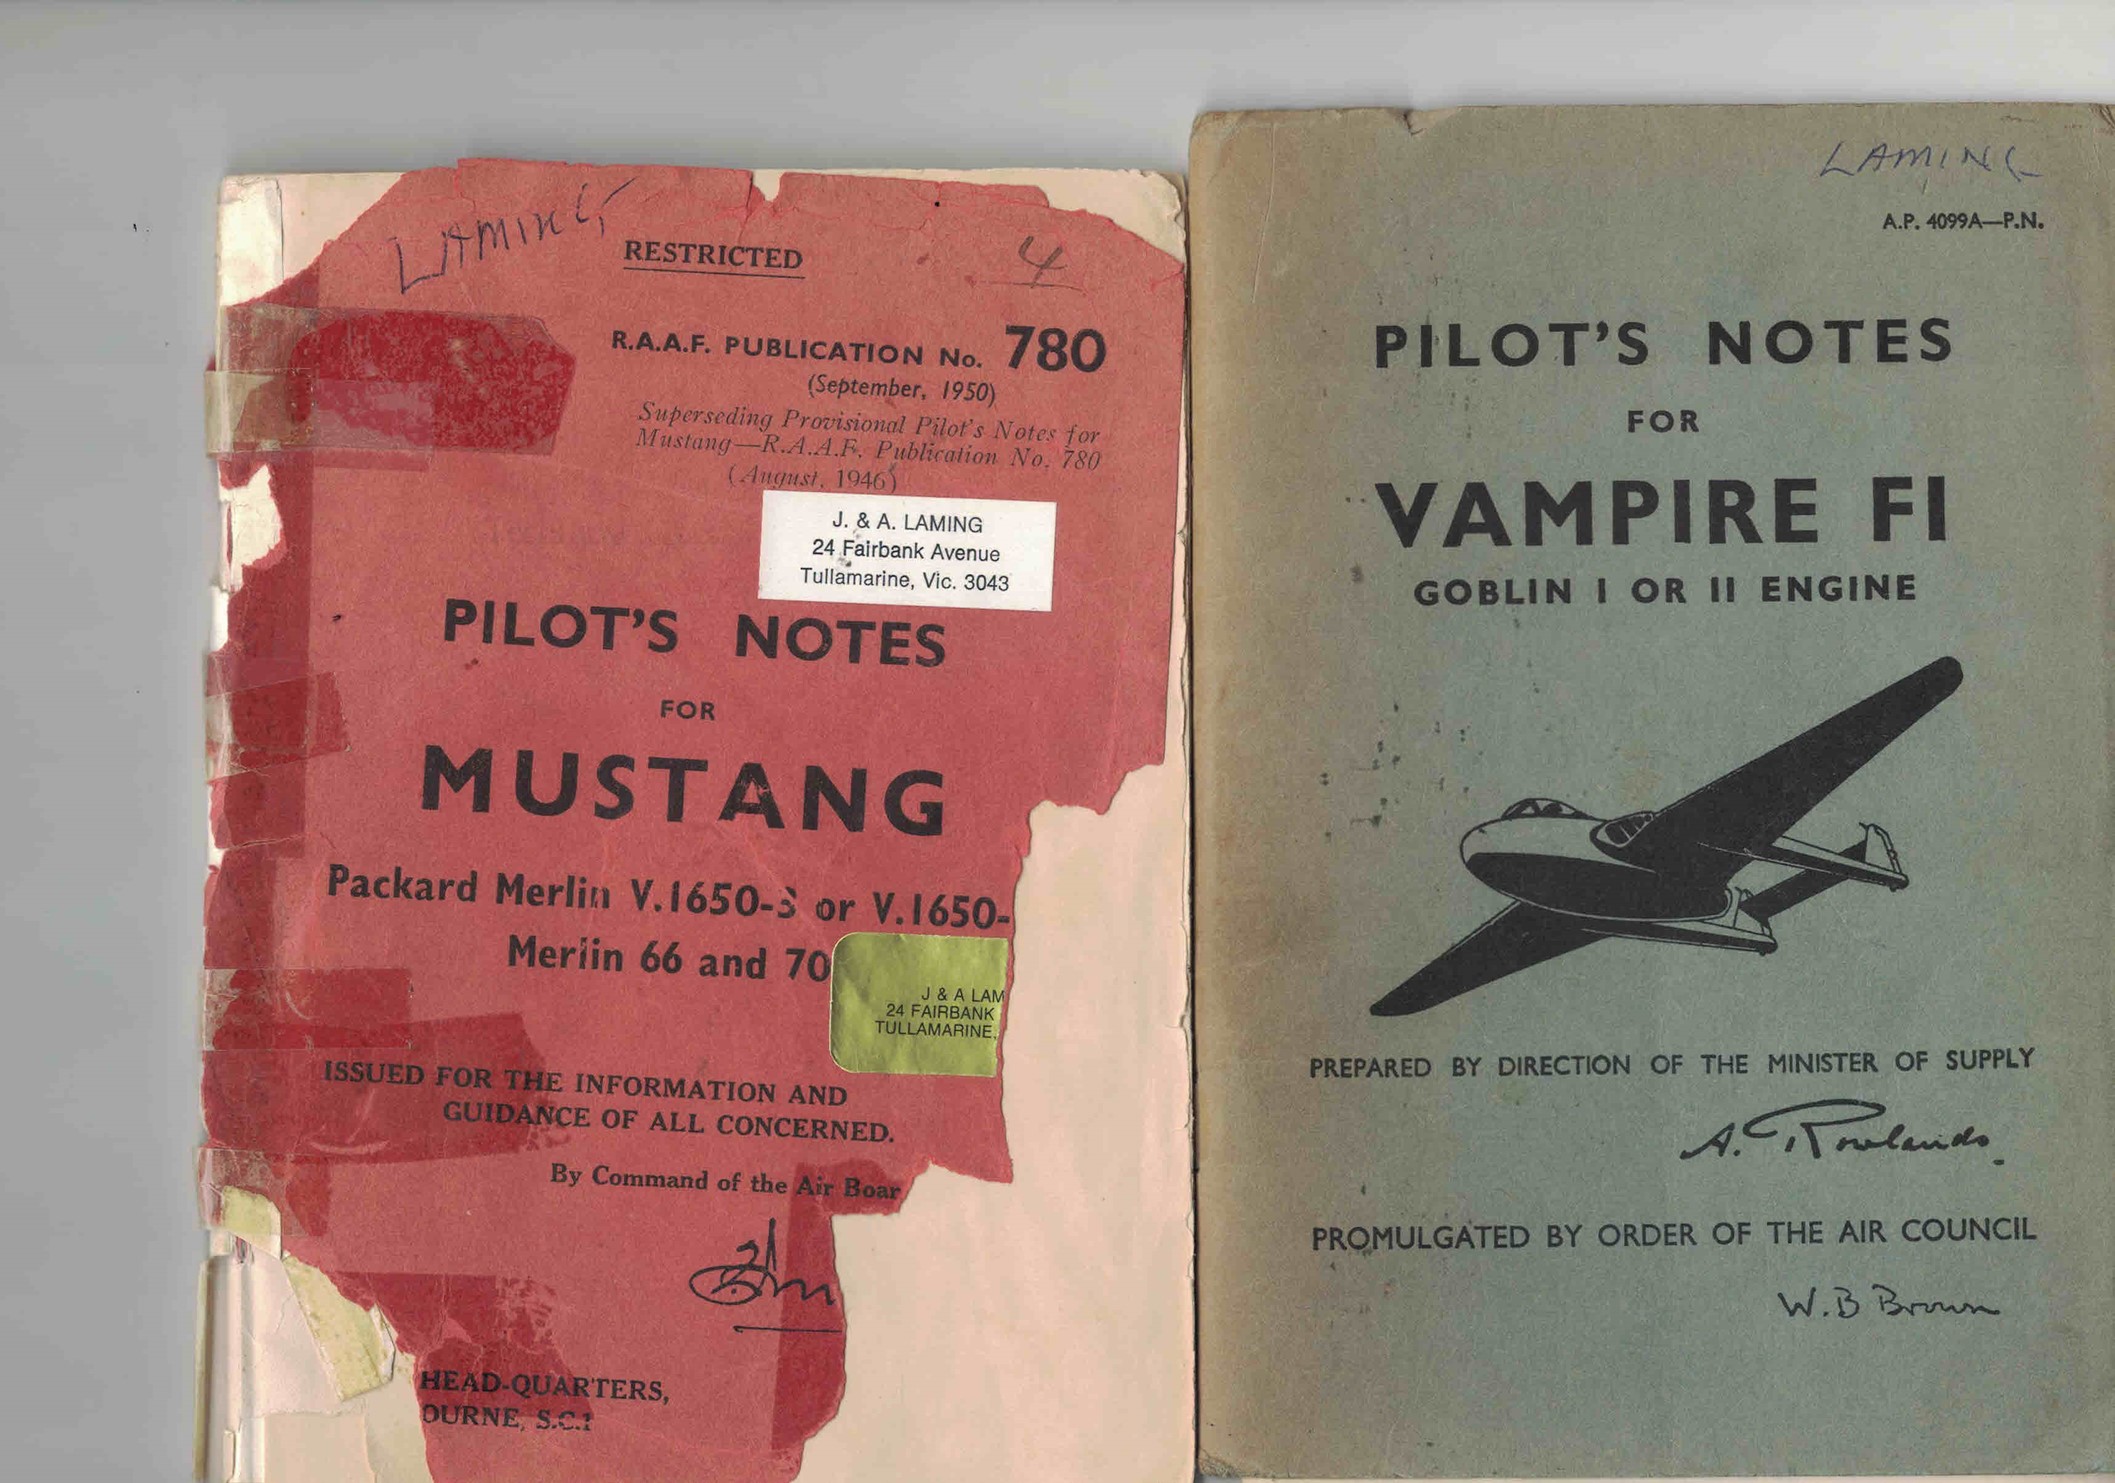 LAMING
RESTRICTED
4
R.A.A.F. PUBLICATION No. 780
(September, 1950)
Superseding Provisional Pilot's Notes for
Mustang—R.A.A.F. Publication No. 780
(August, 1946)
J. & A. LAMING
24 Fairbank Avenue
Tullamarine, Vic. 3043
PILOT'S NOTES
FOR
MUSTANG
Packard Merlin V.1650-3 or V.1650-
Merlin 66 and 70
J & A LAM
24 FAIRBANK
TULLAMARINE,
ISSUED FOR THE INFORMATION AND
GUIDANCE OF ALL CONCERNED.
By Command of the Air Boar
HEAD-QUARTERS,
OURNE, S.C.1
LAMING
A.P. 4099A—P.N.
PILOT'S NOTES
FOR
VAMPIRE FI
GOBLIN I OR II ENGINE
PREPARED BY DIRECTION OF THE MINISTER OF SUPPLY
A. Rowlands.
PROMULGATED BY ORDER OF THE AIR COUNCIL
W.B Brown